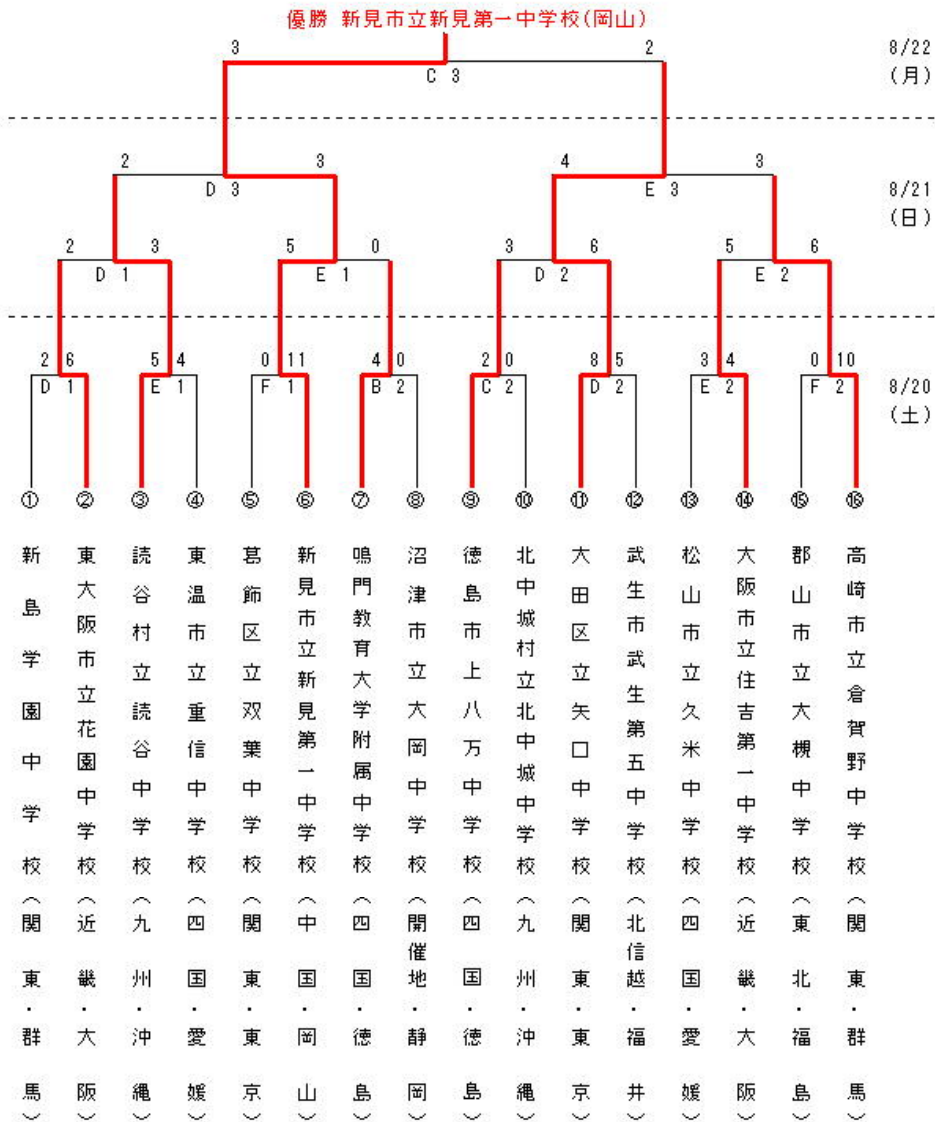 優勝 新見市立新見第一中学校(岡山)
3 2 8/22
C 3 (月)
2 3 4 3
D 3 E 3 8/21
(日)
2 3 5 0 3 6 5 6
D 1 E 1 D 2 E 2
2 6 5 4 0 11 4 0 2 0 8 5 3 4 0 10
D 1 E 1 F 1 B 2 C 2 D 2 E 2 F 2 8/20
(土)
① ② ③ ④ ⑤ ⑥ ⑦ ⑧ ⑨ ⑩ ⑪ ⑫ ⑬ ⑭ ⑮ ⑯
新島学園中学校(関東・群馬)
東大阪市立花園中学校(近畿・大阪)
読谷村立読谷中学校(九州・沖縄)
東温市立重信中学校(四国・愛媛)
葛飾区立双葉中学校(関東・東京)
新見市立新見第一中学校(中国・岡山)
鳴門教育大学附属中学校(四国・徳島)
沼津市立大岡中学校(開催地・静岡)
徳島市上八万中学校(四国・徳島)
北中城村立北中城中学校(九州・沖縄)
大田区立矢口中学校(関東・東京)
武生市武生第五中学校(北信越・福井)
松山市立久米中学校(四国・愛媛)
大阪市立住吉第一中学校(近畿・大阪)
郡山市立大槻中学校(東北・福島)
高崎市立倉賀野中学校(関東・群馬)